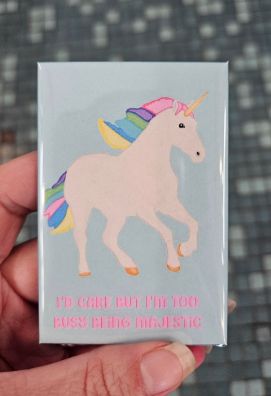 I'D CARE BUT I'M TOO
BUSY BEING MAJESTIC